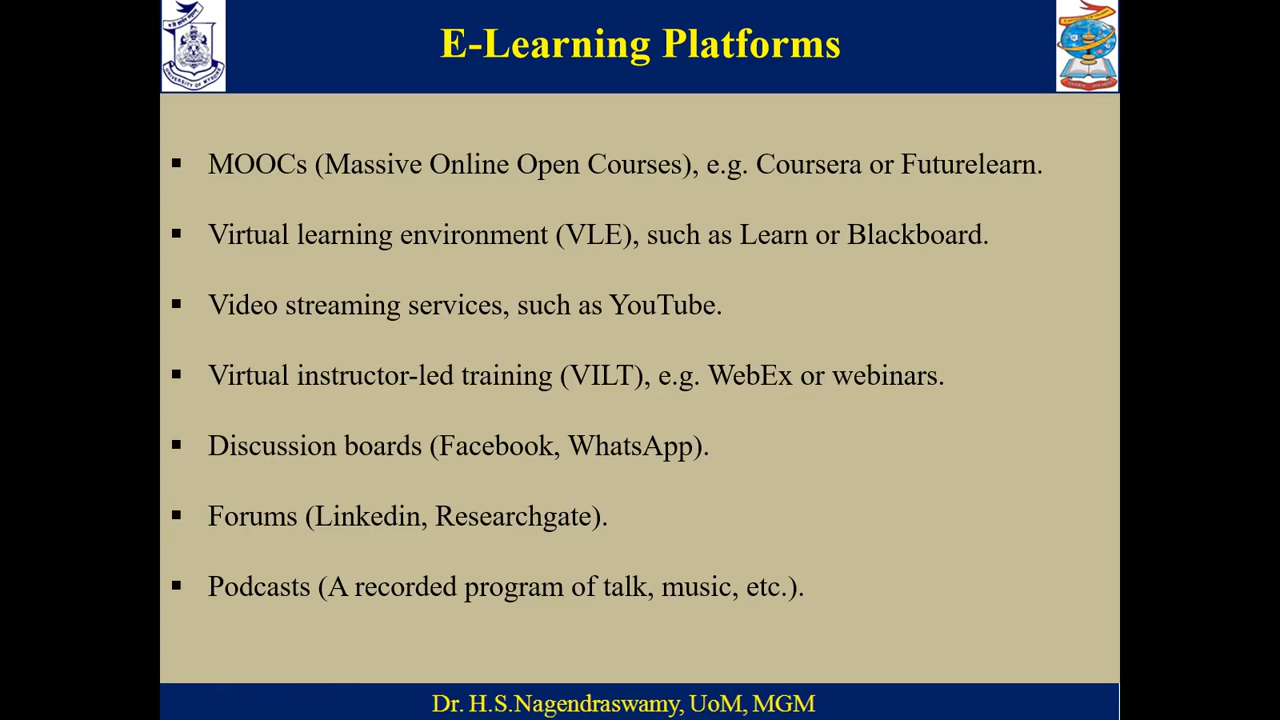 E-Learning Platforms
▪ MOOCs (Massive Online Open Courses), e.g. Coursera or Futurelearn.
▪ Virtual learning environment (VLE), such as Learn or Blackboard.
▪ Video streaming services, such as YouTube.
▪ Virtual instructor-led training (VILT), e.g. WebEx or webinars.
▪ Discussion boards (Facebook, WhatsApp).
▪ Forums (Linkedin, Researchgate).
▪ Podcasts (A recorded program of talk, music, etc.).
Dr. H.S.Nagendraswamy, UoM, MGM